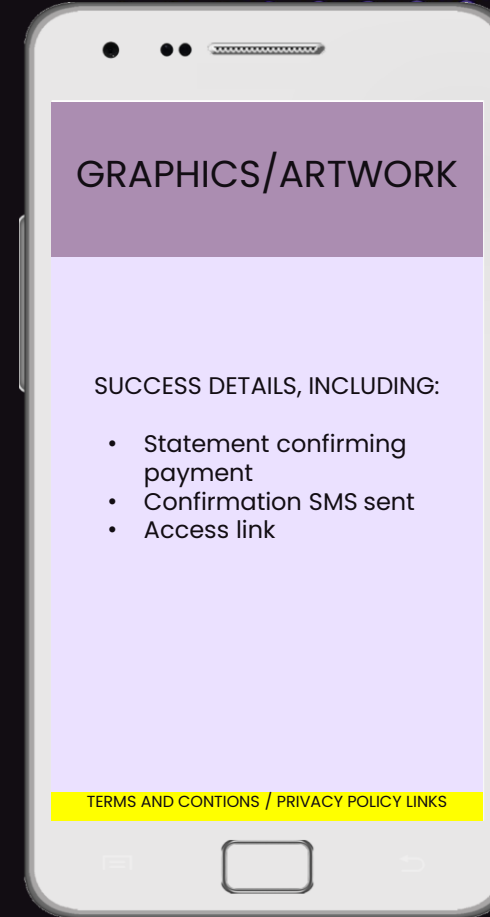 GRAPHICS/ARTWORK
SUCCESS DETAILS, INCLUDING:
• Statement confirming
payment
• Confirmation SMS sent
• Access link
TERMS AND CONTIONS / PRIVACY POLICY LINKS